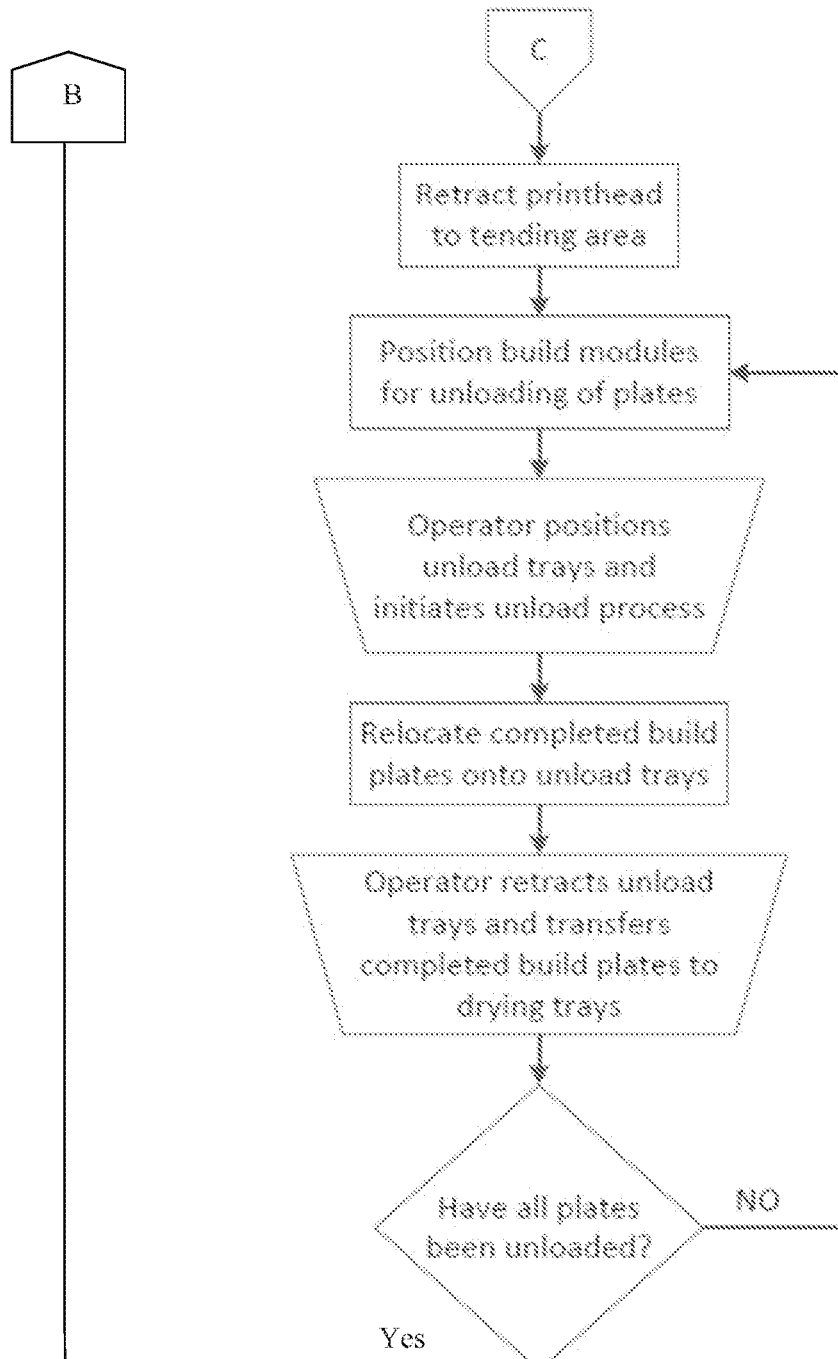 B
C
Retract printhead
to tending area
Position build modules
for unloading of plates
Operator positions
unload trays and
initiates unload process
Relocate completed build
plates onto unload trays
Operator retracts unload
trays and transfers
completed build plates to
drying trays
Have all plates
been unloaded?
NO
Yes